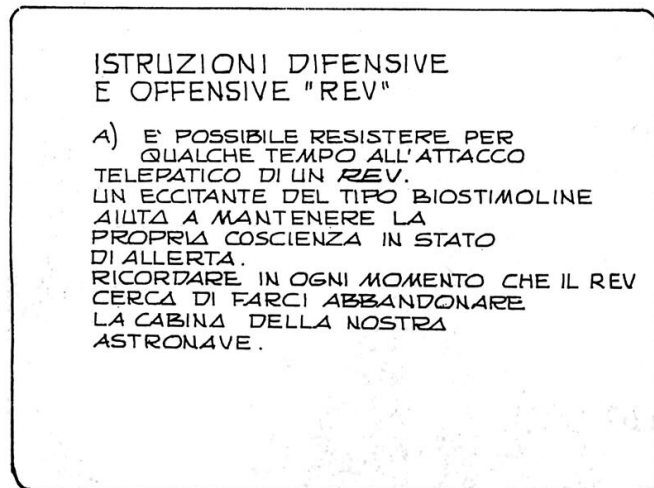 ISTRUZIONI DIFENSIVE
E OFFENSIVE "REV"
A) E' POSSIBILE RESISTERE PER
QUALCHE TEMPO ALL'ATTACCO
TELEPATICO DI UN REV.
UN ECCITANTE DEL TIPO BIOSTIMOLINE
AIUTA A MANTENERE LA
PROPRIA COSCIENZA IN STATO
DI ALLERTA.
RICORDARE IN OGNI MOMENTO CHE IL REV
CERCA DI FARCI ABBANDONARE
LA CABINA DELLA NOSTRA
ASTRONAVE.